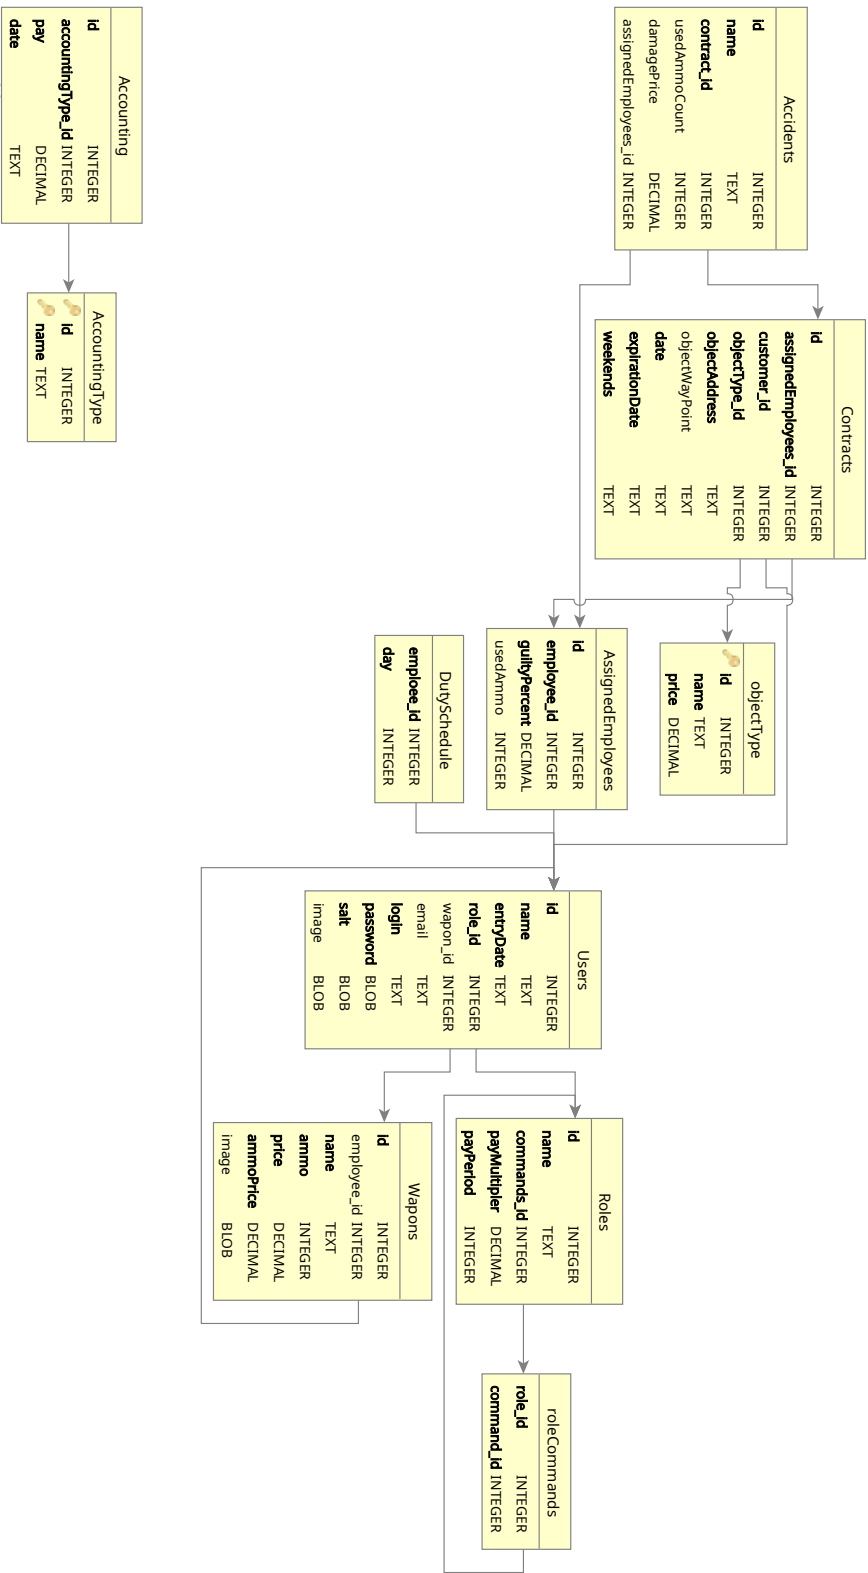 Accidents
id INTEGER
name TEXT
contract_id INTEGER
usedAmmoCount INTEGER
damagePrice DECIMAL
assignedEmployees_id INTEGER
Contracts
id INTEGER
assignedEmployees_id INTEGER
customer_id INTEGER
objectType_id INTEGER
objectAddress TEXT
objectWayPoint TEXT
date TEXT
expirationDate TEXT
weekends TEXT
objectType
id INTEGER
name TEXT
price DECIMAL
AssignedEmployees
id INTEGER
employee_id INTEGER
guiltyPercent DECIMAL
usedAmmo INTEGER
DutySchedule
emploee_id INTEGER
day INTEGER
Users
id INTEGER
name TEXT
entryDate TEXT
role_id INTEGER
wapon_id INTEGER
email TEXT
login TEXT
password BLOB
salt BLOB
image BLOB
Roles
id INTEGER
name TEXT
commands_id INTEGER
payMultipler DECIMAL
payPeriod INTEGER
Wapons
id INTEGER
employee_id INTEGER
name TEXT
ammo INTEGER
price DECIMAL
ammoPrice DECIMAL
image BLOB
roleCommands
role_id INTEGER
command_id INTEGER
Accounting
id INTEGER
accountingType_id INTEGER
pay DECIMAL
date TEXT
AccountingType
id INTEGER
name TEXT